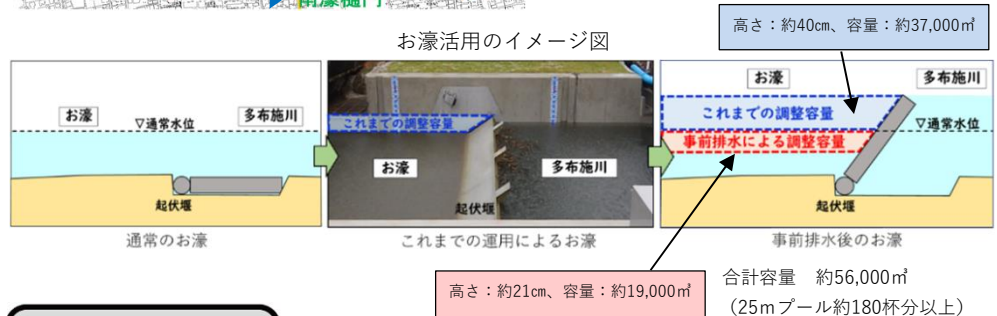 南濠樋門
お濠活用のイメージ図
高さ：約40㎝、容量：約37,000㎥
お濠
▽通常水位
多布施川
起伏堰
通常のお濠
これまでの調整容量
お濠
多布施川
起伏堰
これまでの運用によるお濠
お濠
多布施川
これまでの調整容量
▽通常水位
事前排水による調整容量
起伏堰
事前排水後のお濠
高さ：約21㎝、容量：約19,000㎥
合計容量　約56,000㎥
（25ｍプール約180杯分以上）